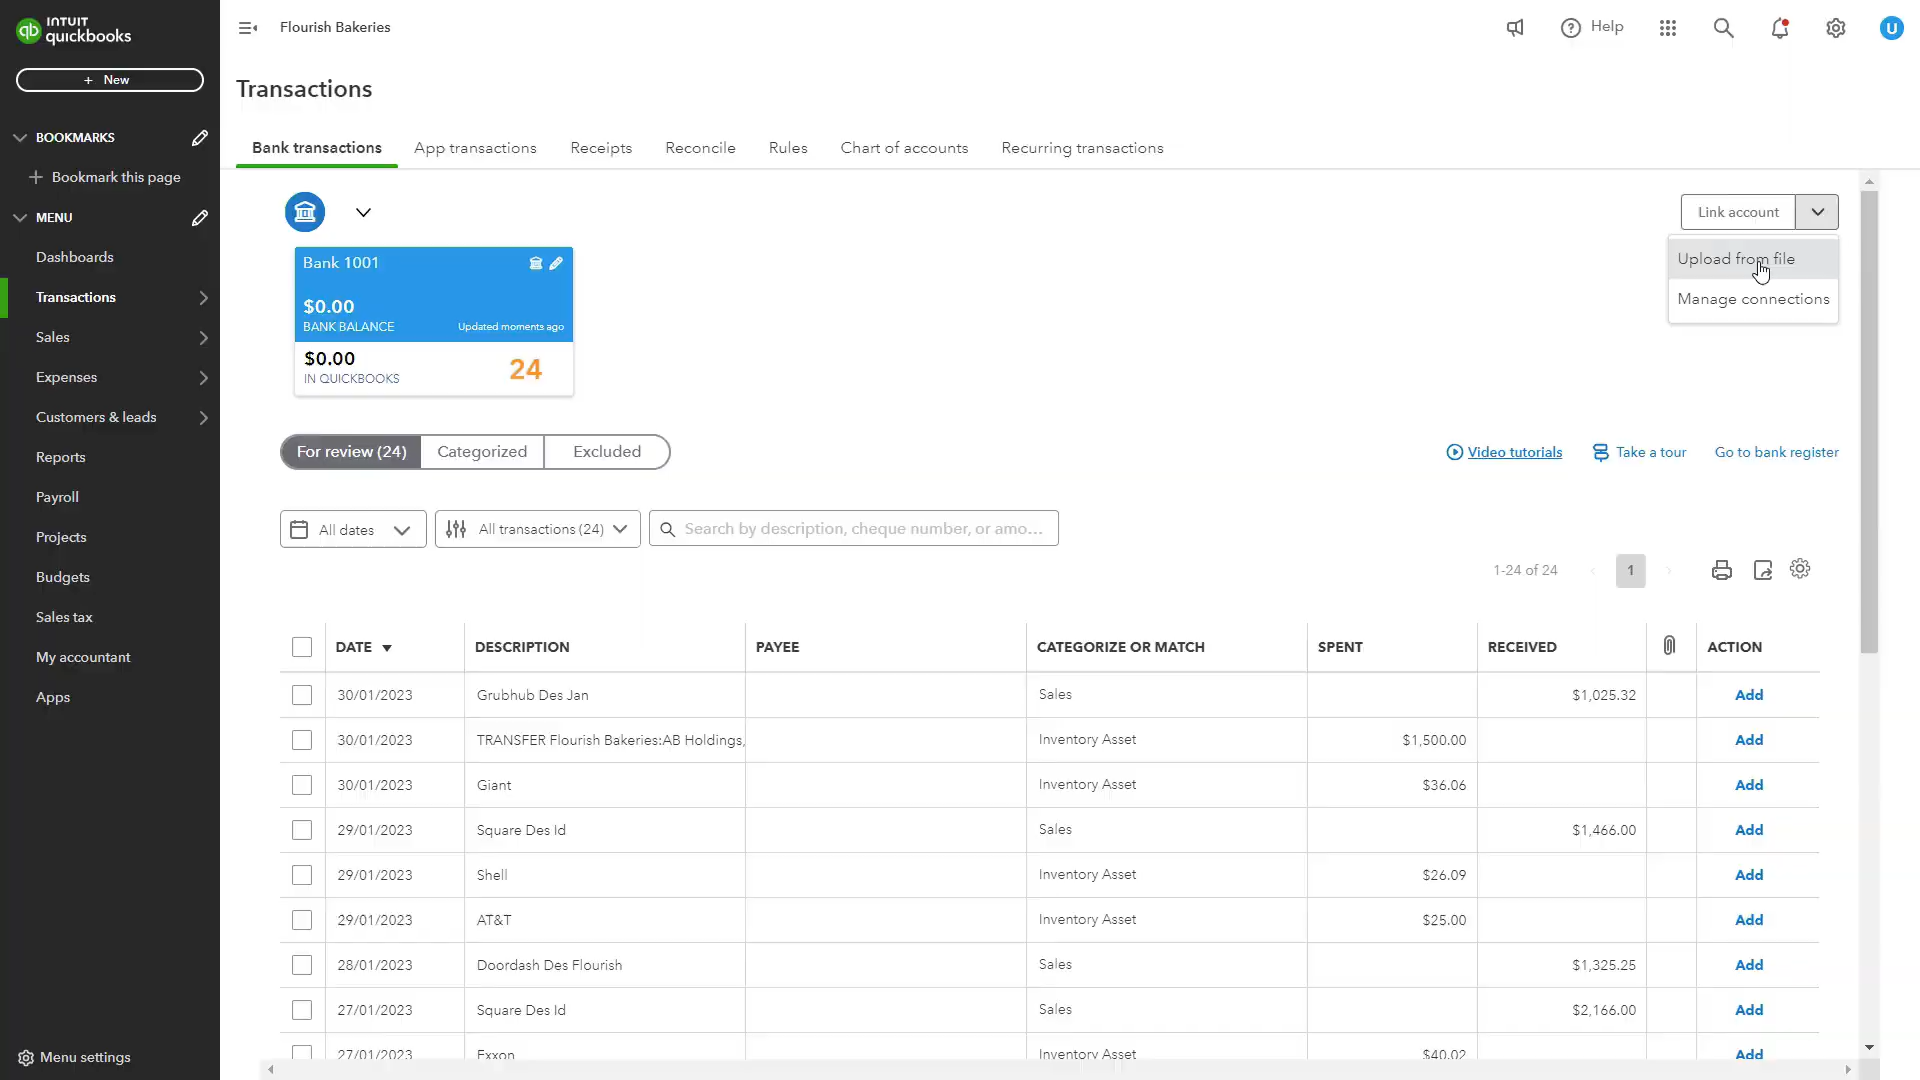 INTUIT
quickbooks
Flourish Bakeries
Help
U
+ New
Transactions
BOOKMARKS
Bookmark this page
MENU
Dashboards
Transactions
Sales
Expenses
Customers & leads
Reports
Payroll
Projects
Budgets
Sales tax
My accountant
Apps
Menu settings
Bank transactions App transactions Receipts Reconcile Rules Chart of accounts Recurring transactions
Link account
Upload from file
Manage connections
Bank 1001
$0.00
BANK BALANCE Updated moments ago
$0.00
IN QUICKBOOKS
24
For review (24) Categorized Excluded
Video tutorials Take a tour Go to bank register
All dates All transactions (24) Search by description, cheque number, or amo...
1-24 of 24 1
DATE DESCRIPTION PAYEE CATEGORIZE OR MATCH SPENT RECEIVED ACTION
30/01/2023 Grubhub Des Jan Sales $1,025.32 Add
30/01/2023 TRANSFER Flourish Bakeries:AB Holdings, Inventory Asset $1,500.00 Add
30/01/2023 Giant Inventory Asset $36.06 Add
29/01/2023 Square Des Id Sales $1,466.00 Add
29/01/2023 Shell Inventory Asset $26.09 Add
29/01/2023 AT&T Inventory Asset $25.00 Add
28/01/2023 Doordash Des Flourish Sales $1,325.25 Add
27/01/2023 Square Des Id Sales $2,166.00 Add
27/01/2023 Exxon Inventory Asset $40.02 Add